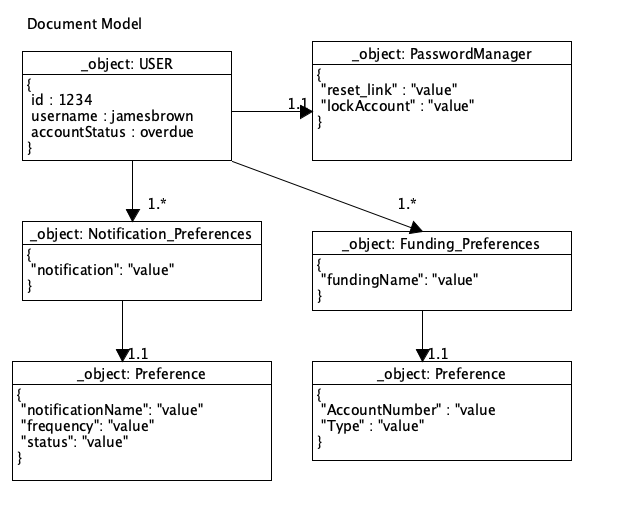 Document Model
_object: USER
{
id : 1234
username : jamesbrown
accountStatus : overdue
}
1.1
_object: PasswordManager
{
"reset_link" : "value"
"lockAccount" : "value"
}
1.*
1.*
_object: Notification_Preferences
{
"notification": "value"
}
_object: Funding_Preferences
{
"fundingName": "value"
}
1.1
1.1
_object: Preference
{
"notificationName": "value"
"frequency": "value"
"status": "value"
}
_object: Preference
{
"AccountNumber" : "value
"Type" : "value"
}